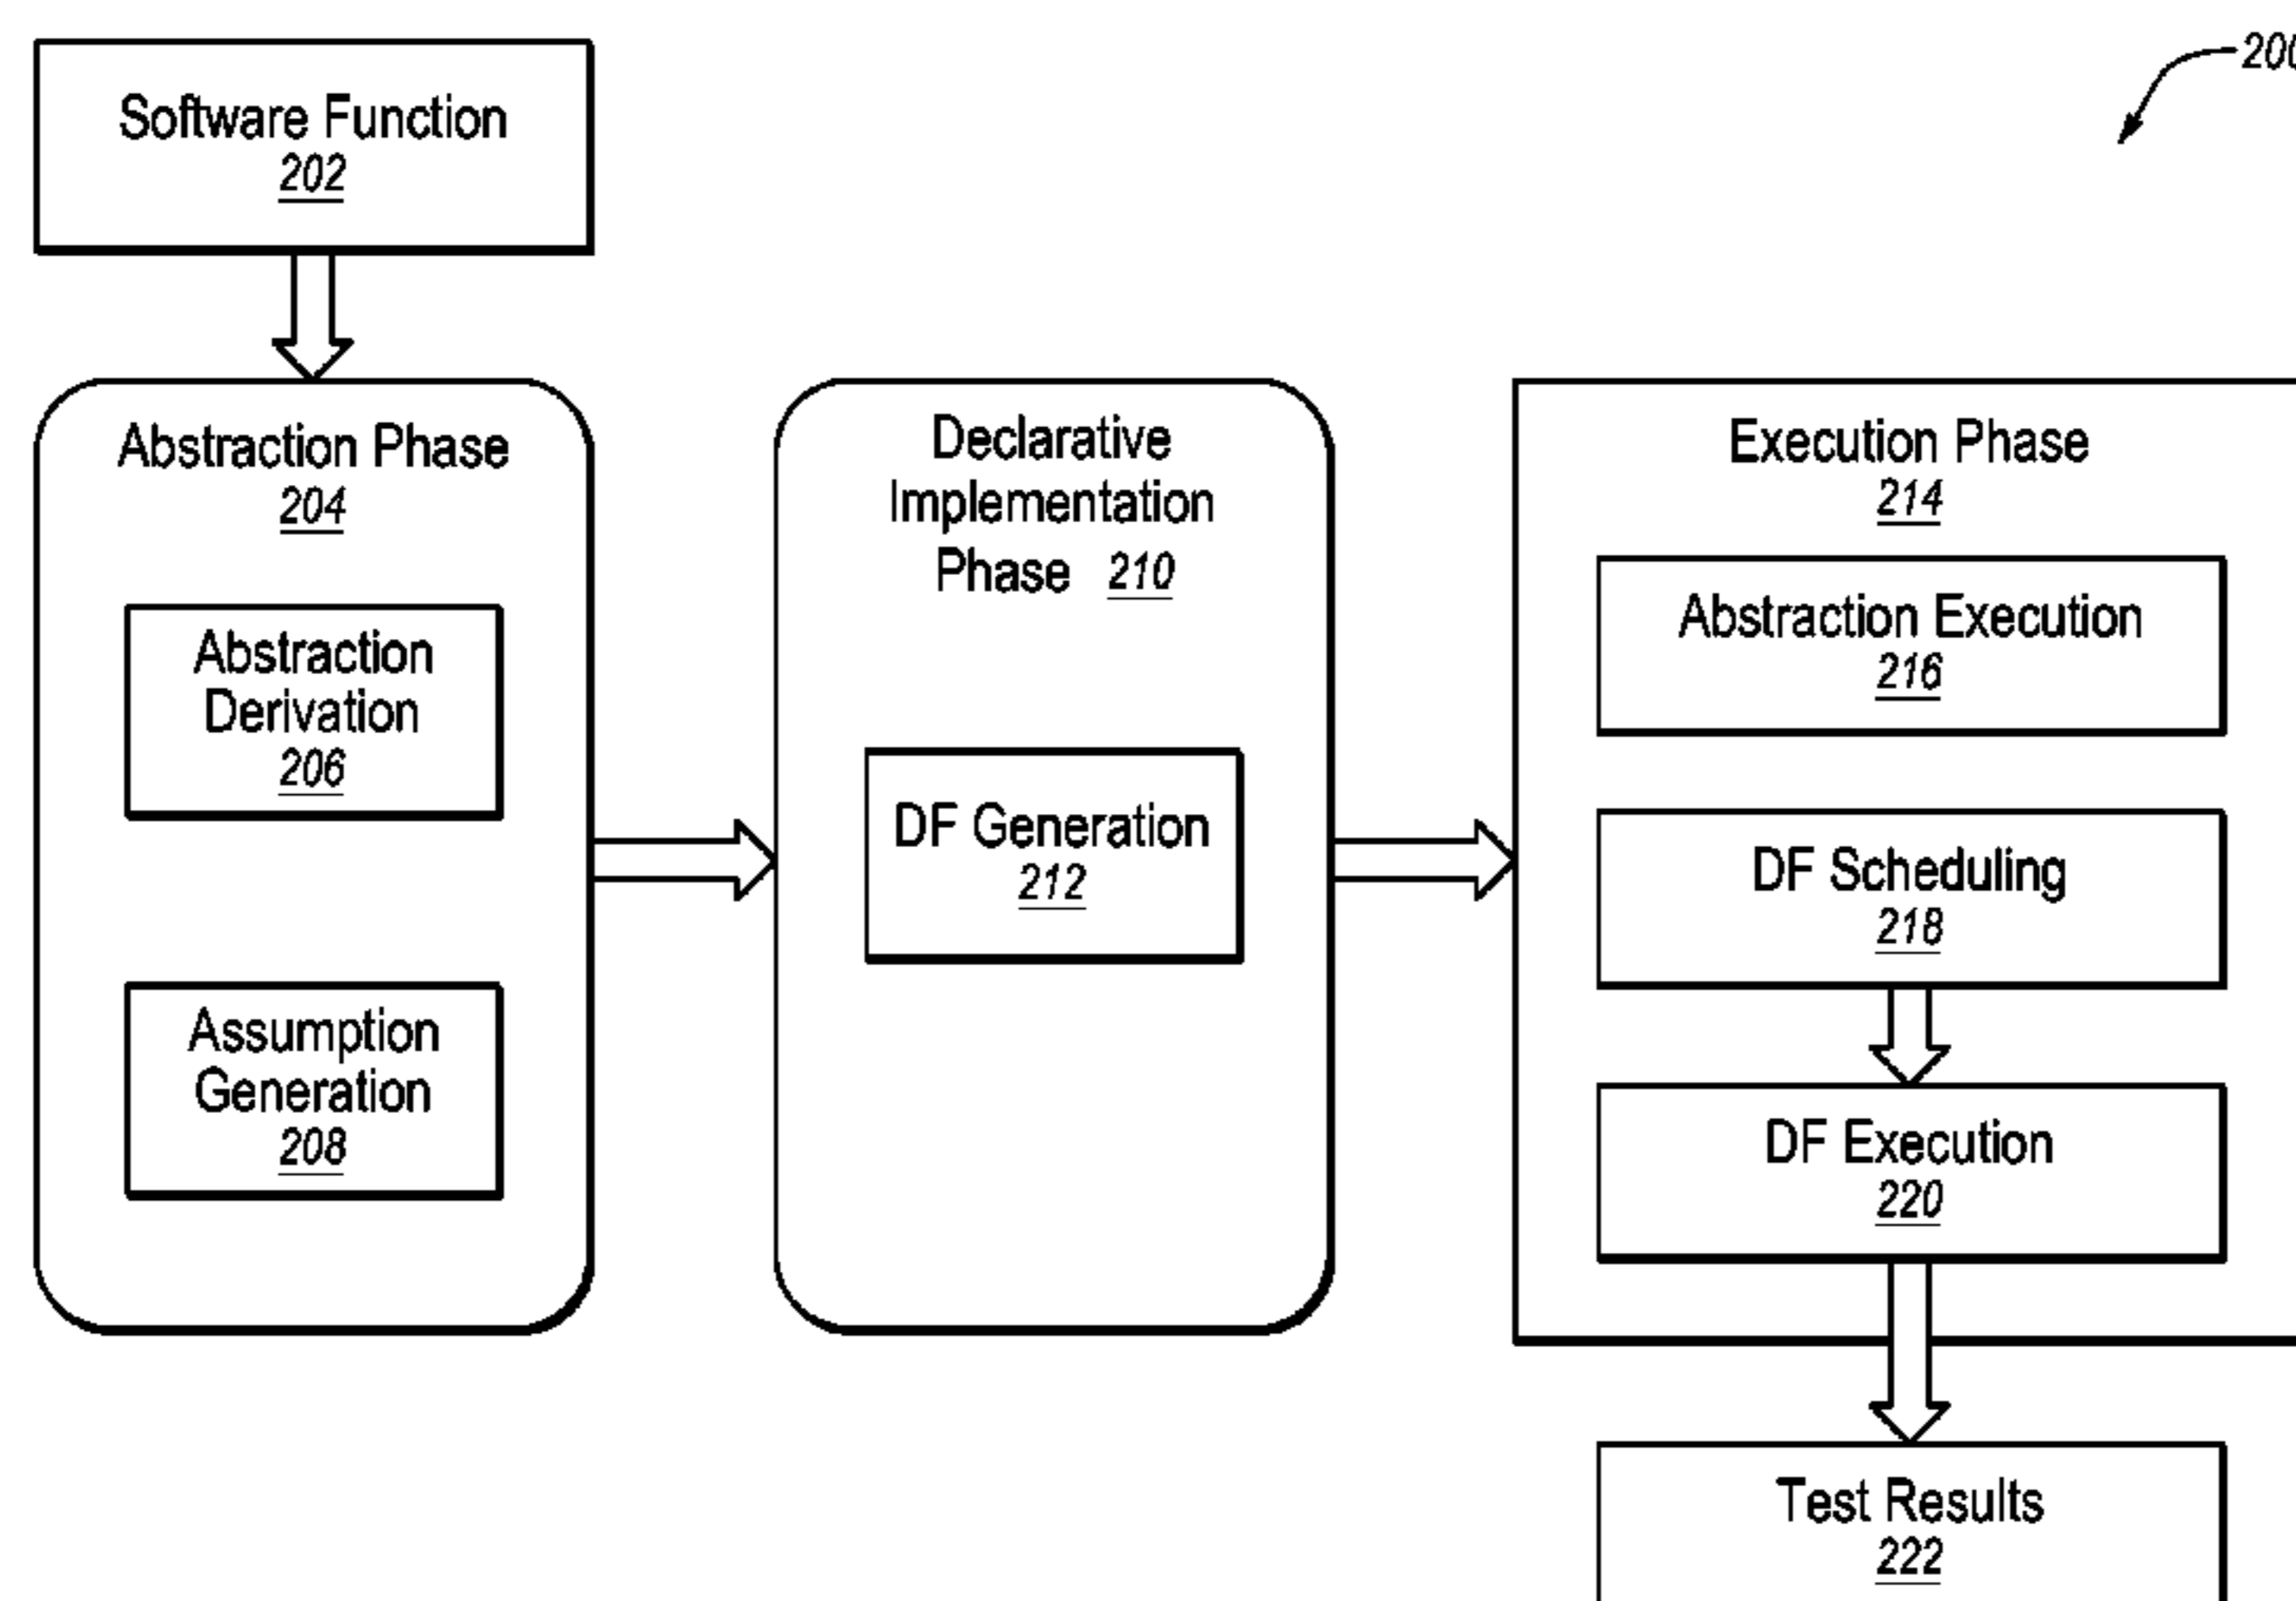 Software Function
202
200
Abstraction Phase
204
Abstraction
Derivation
206
Assumption
Generation
208
Declarative
Implementation
Phase 210
DF Generation
212
Execution Phase
214
Abstraction Execution
216
DF Scheduling
218
DF Execution
220
Test Results
222